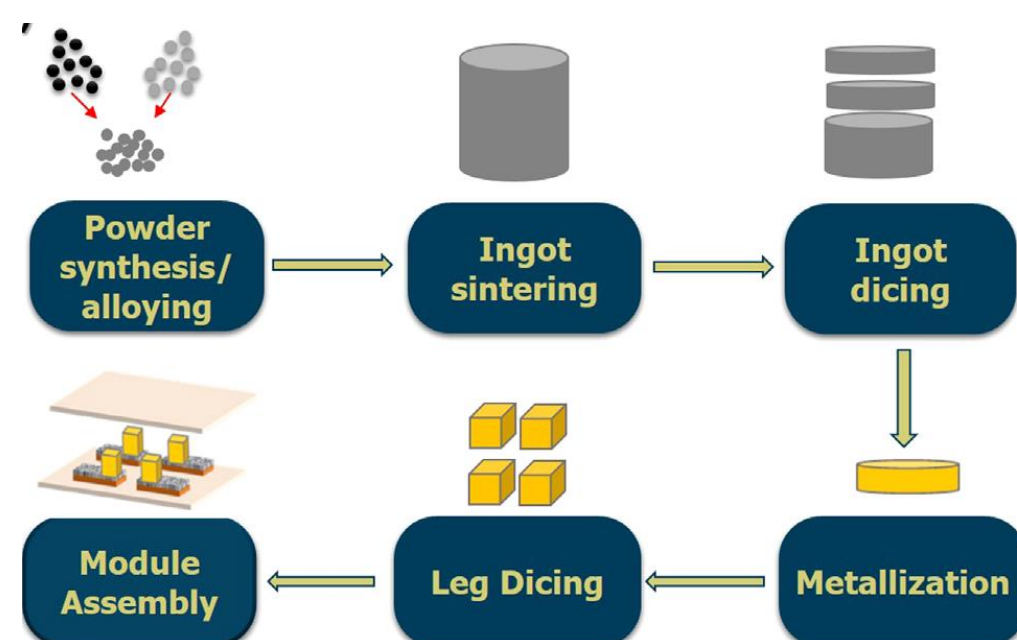 Powder
synthesis/
alloying
Ingot
sintering
Ingot
dicing
Module
Assembly
Leg Dicing
Metallization